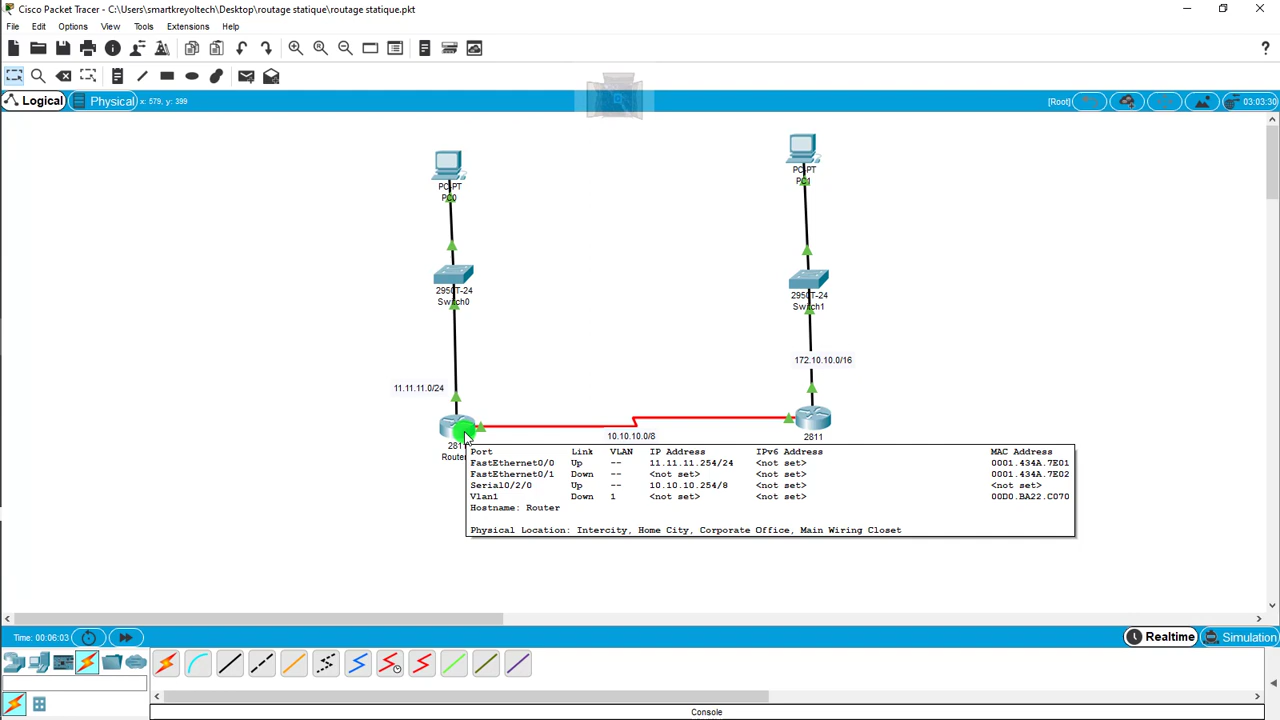 Cisco Packet Tracer - C:\Users\smartkreyoltech\Desktop\routage statique\routage statique.pkt
File Edit Options View Tools Extensions Help
Logical Physical x: 579, y: 399 [Root] 03:03:30
PC-PT
PC0
PC-PT
PC1
2950T-24
Switch0
2950T-24
Switch1
172.10.10.0/16
11.11.11.0/24
10.10.10.0/8
2811
Router
2811
Port Link VLAN IP Address IPv6 Address MAC Address
FastEthernet0/0 Up -- 11.11.11.254/24 <not set> 0001.434A.7E01
FastEthernet0/1 Down -- <not set> <not set> 0001.434A.7E02
Serial0/2/0 Up -- 10.10.10.254/8 <not set> <not set>
Vlan1 Down 1 <not set> <not set> 00D0.BA22.C070
Hostname: Router
Physical Location: Intercity, Home City, Corporate Office, Main Wiring Closet
Time: 00:06:03 Realtime Simulation
Console